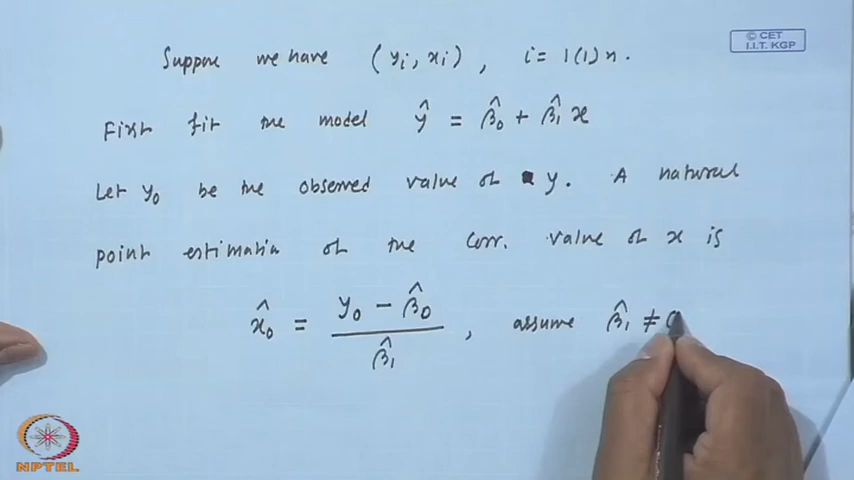 © CET
I.I.T. KGP
Suppose we have (yᵢ, xᵢ), i = 1(1)n.
First fit the model ŷ = β̂₀ + β̂₁ x
Let y₀ be the observed value of y. A natural
point estimation of the corr. value of x is
x̂₀ = (y₀ − β̂₀) / β̂₁, assume β̂₁ ≠ 0
NPTEL